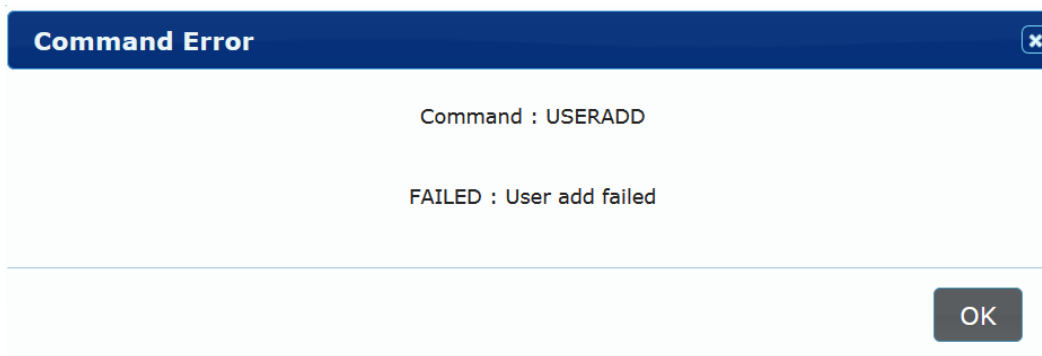 Command Error
Command : USERADD
FAILED : User add failed
OK